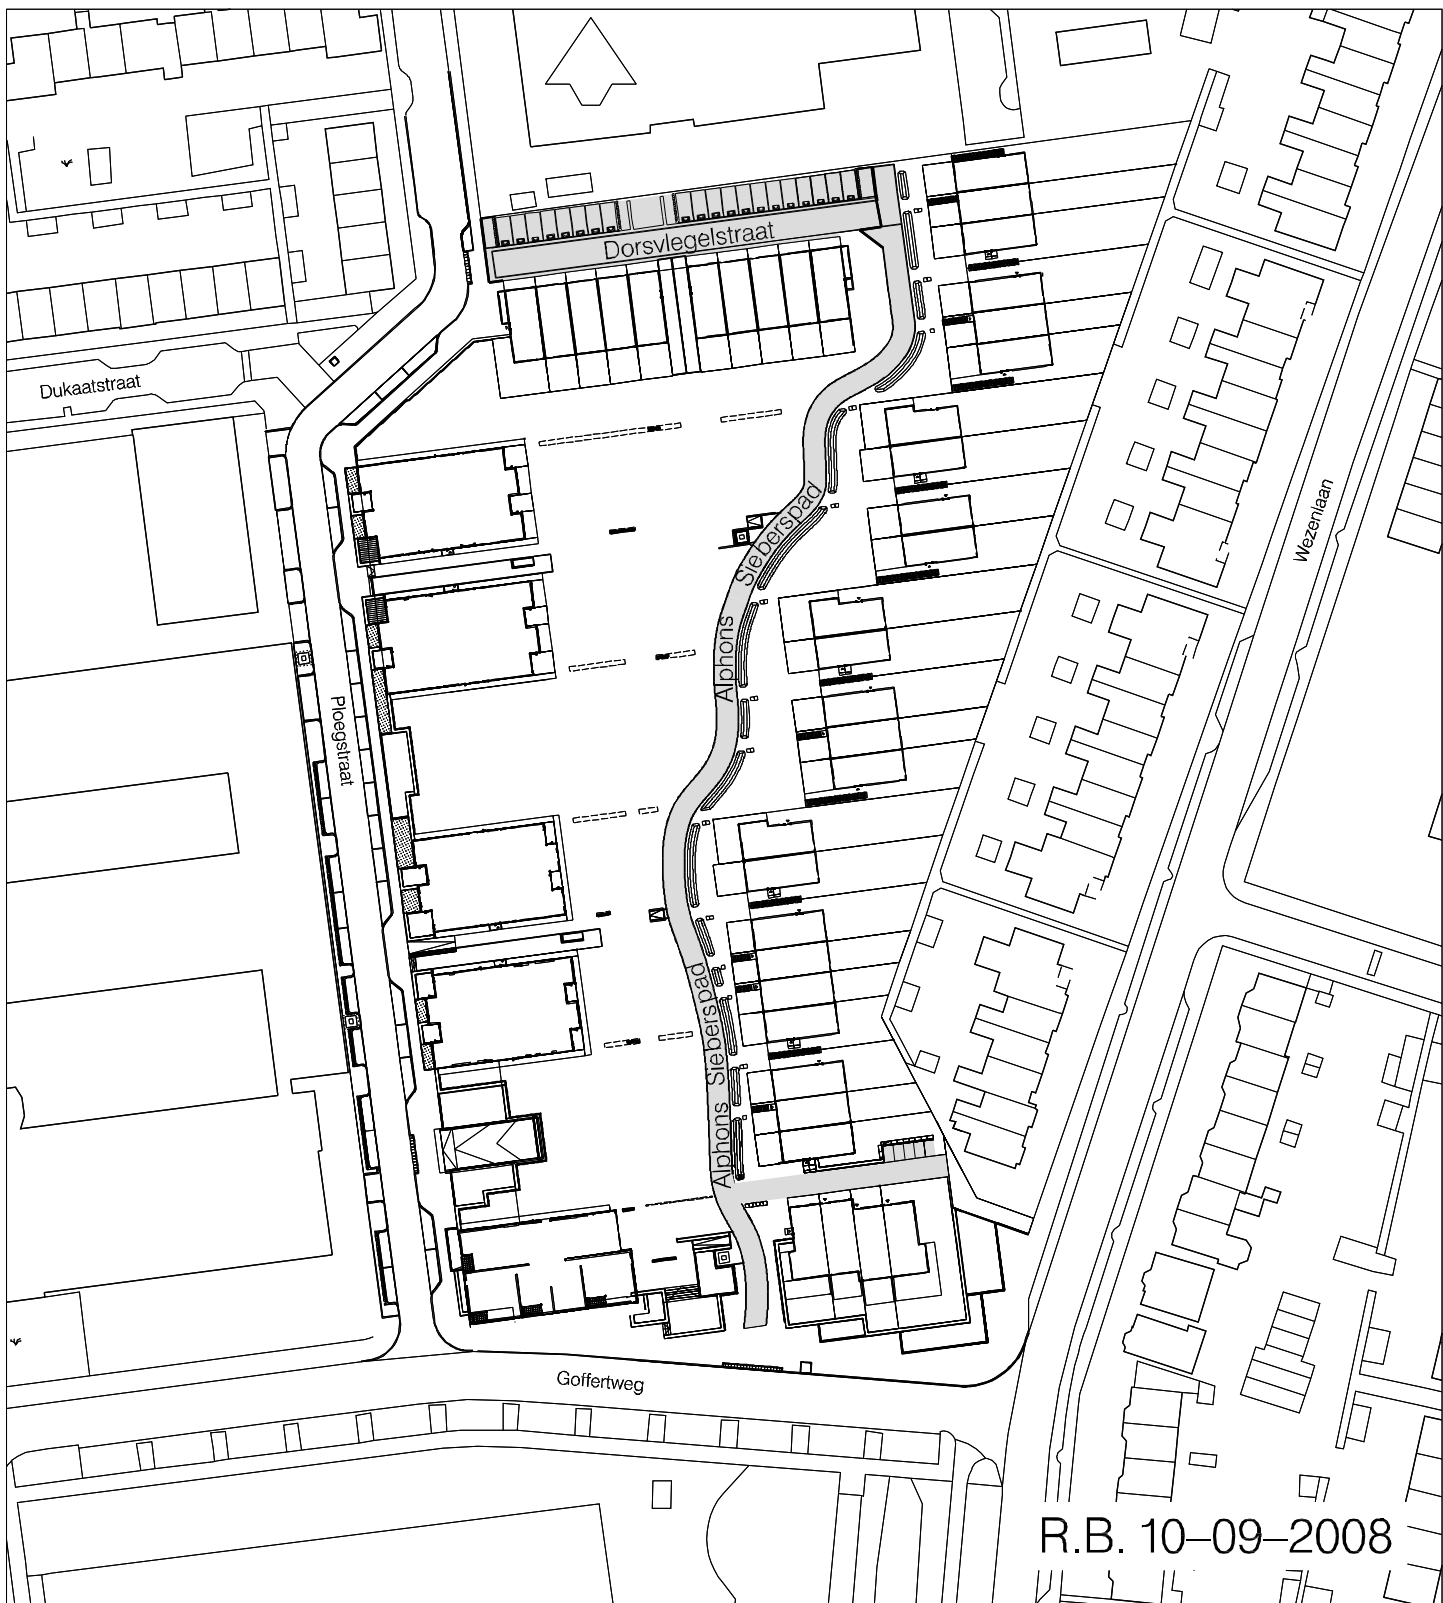 Dorsvlegelstraat
Dukaatstraat
Alphons Sieberspad
Wezenlaan
Ploegstraat
Alphons Sieberspad
Goffertweg
R.B. 10–09–2008